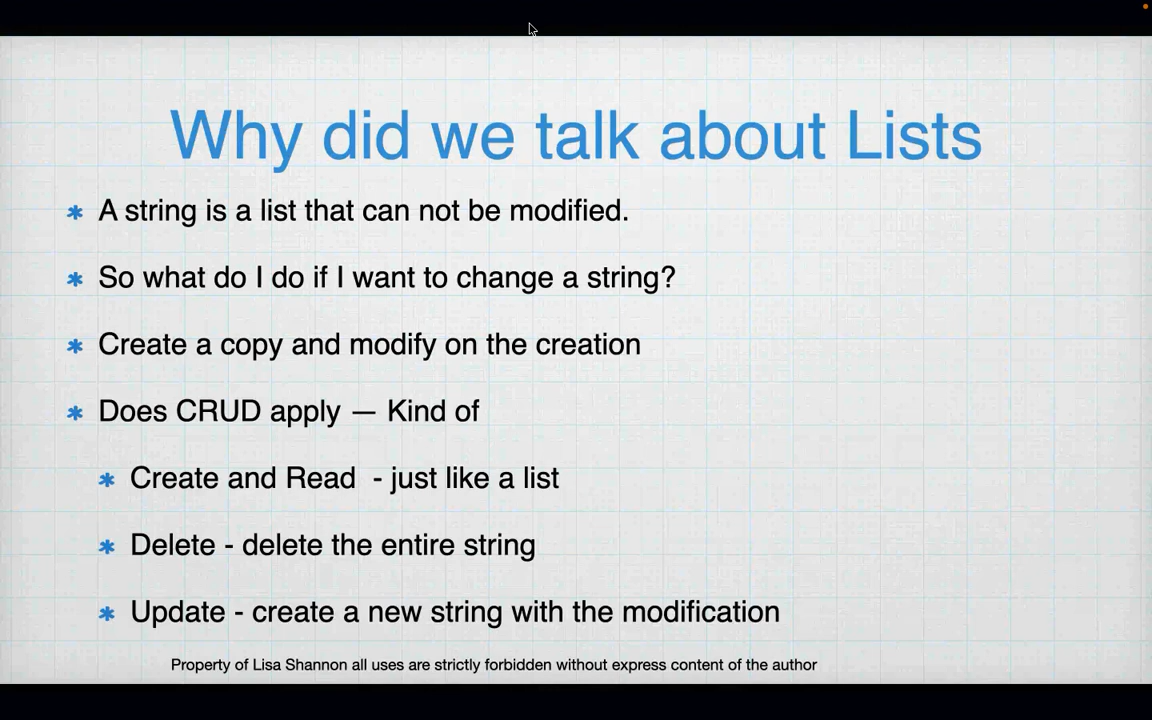 Why did we talk about Lists
* A string is a list that can not be modified.
* So what do I do if I want to change a string?
* Create a copy and modify on the creation
* Does CRUD apply — Kind of
* Create and Read  - just like a list
* Delete - delete the entire string
* Update - create a new string with the modification
Property of Lisa Shannon all uses are strictly forbidden without express content of the author